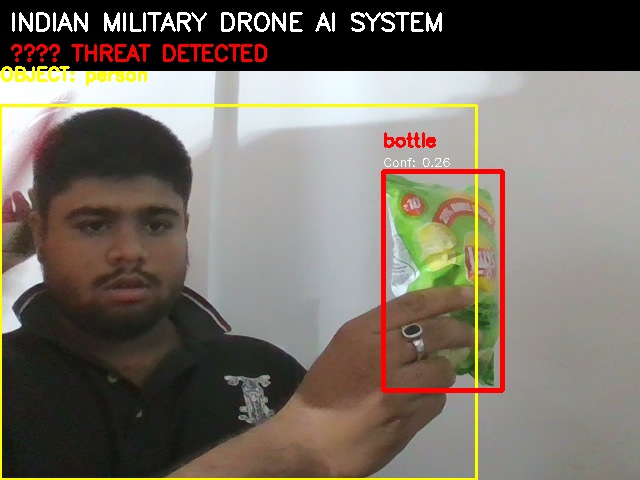 INDIAN MILITARY DRONE AI SYSTEM
???? THREAT DETECTED
OBJECT: person
bottle
Conf: 0.26